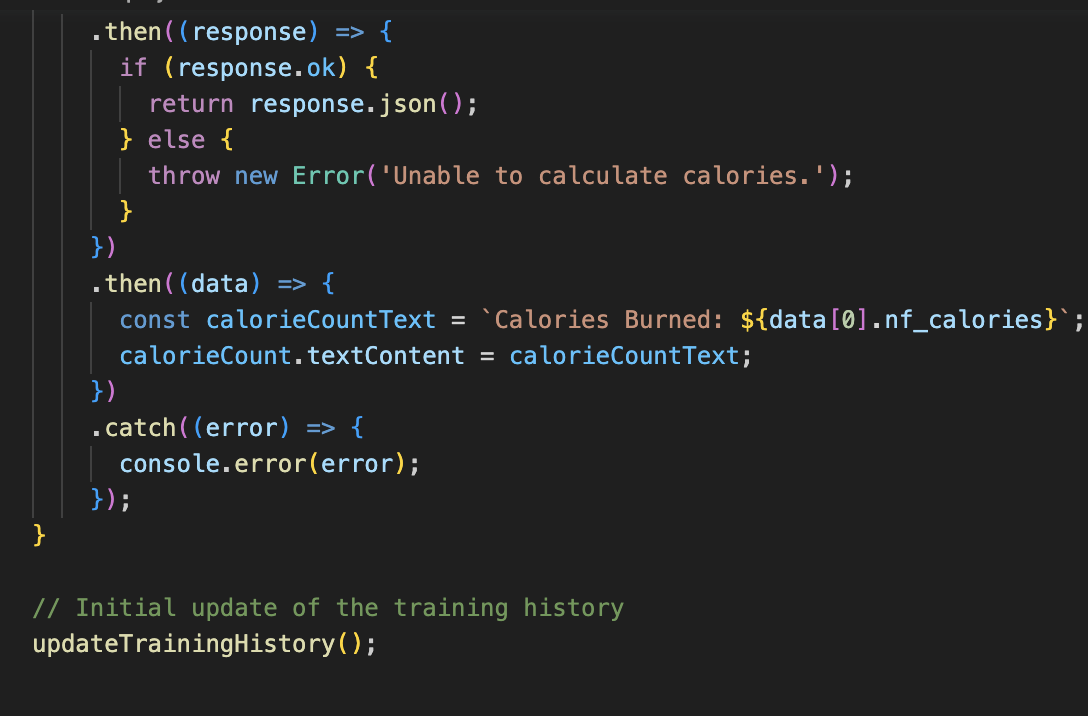 .then((response) => {
if (response.ok) {
return response.json();
} else {
throw new Error('Unable to calculate calories.');
}
})
.then((data) => {
const calorieCountText = `Calories Burned: ${data[0].nf_calories}`;
calorieCount.textContent = calorieCountText;
})
.catch((error) => {
console.error(error);
});
}
// Initial update of the training history
updateTrainingHistory();